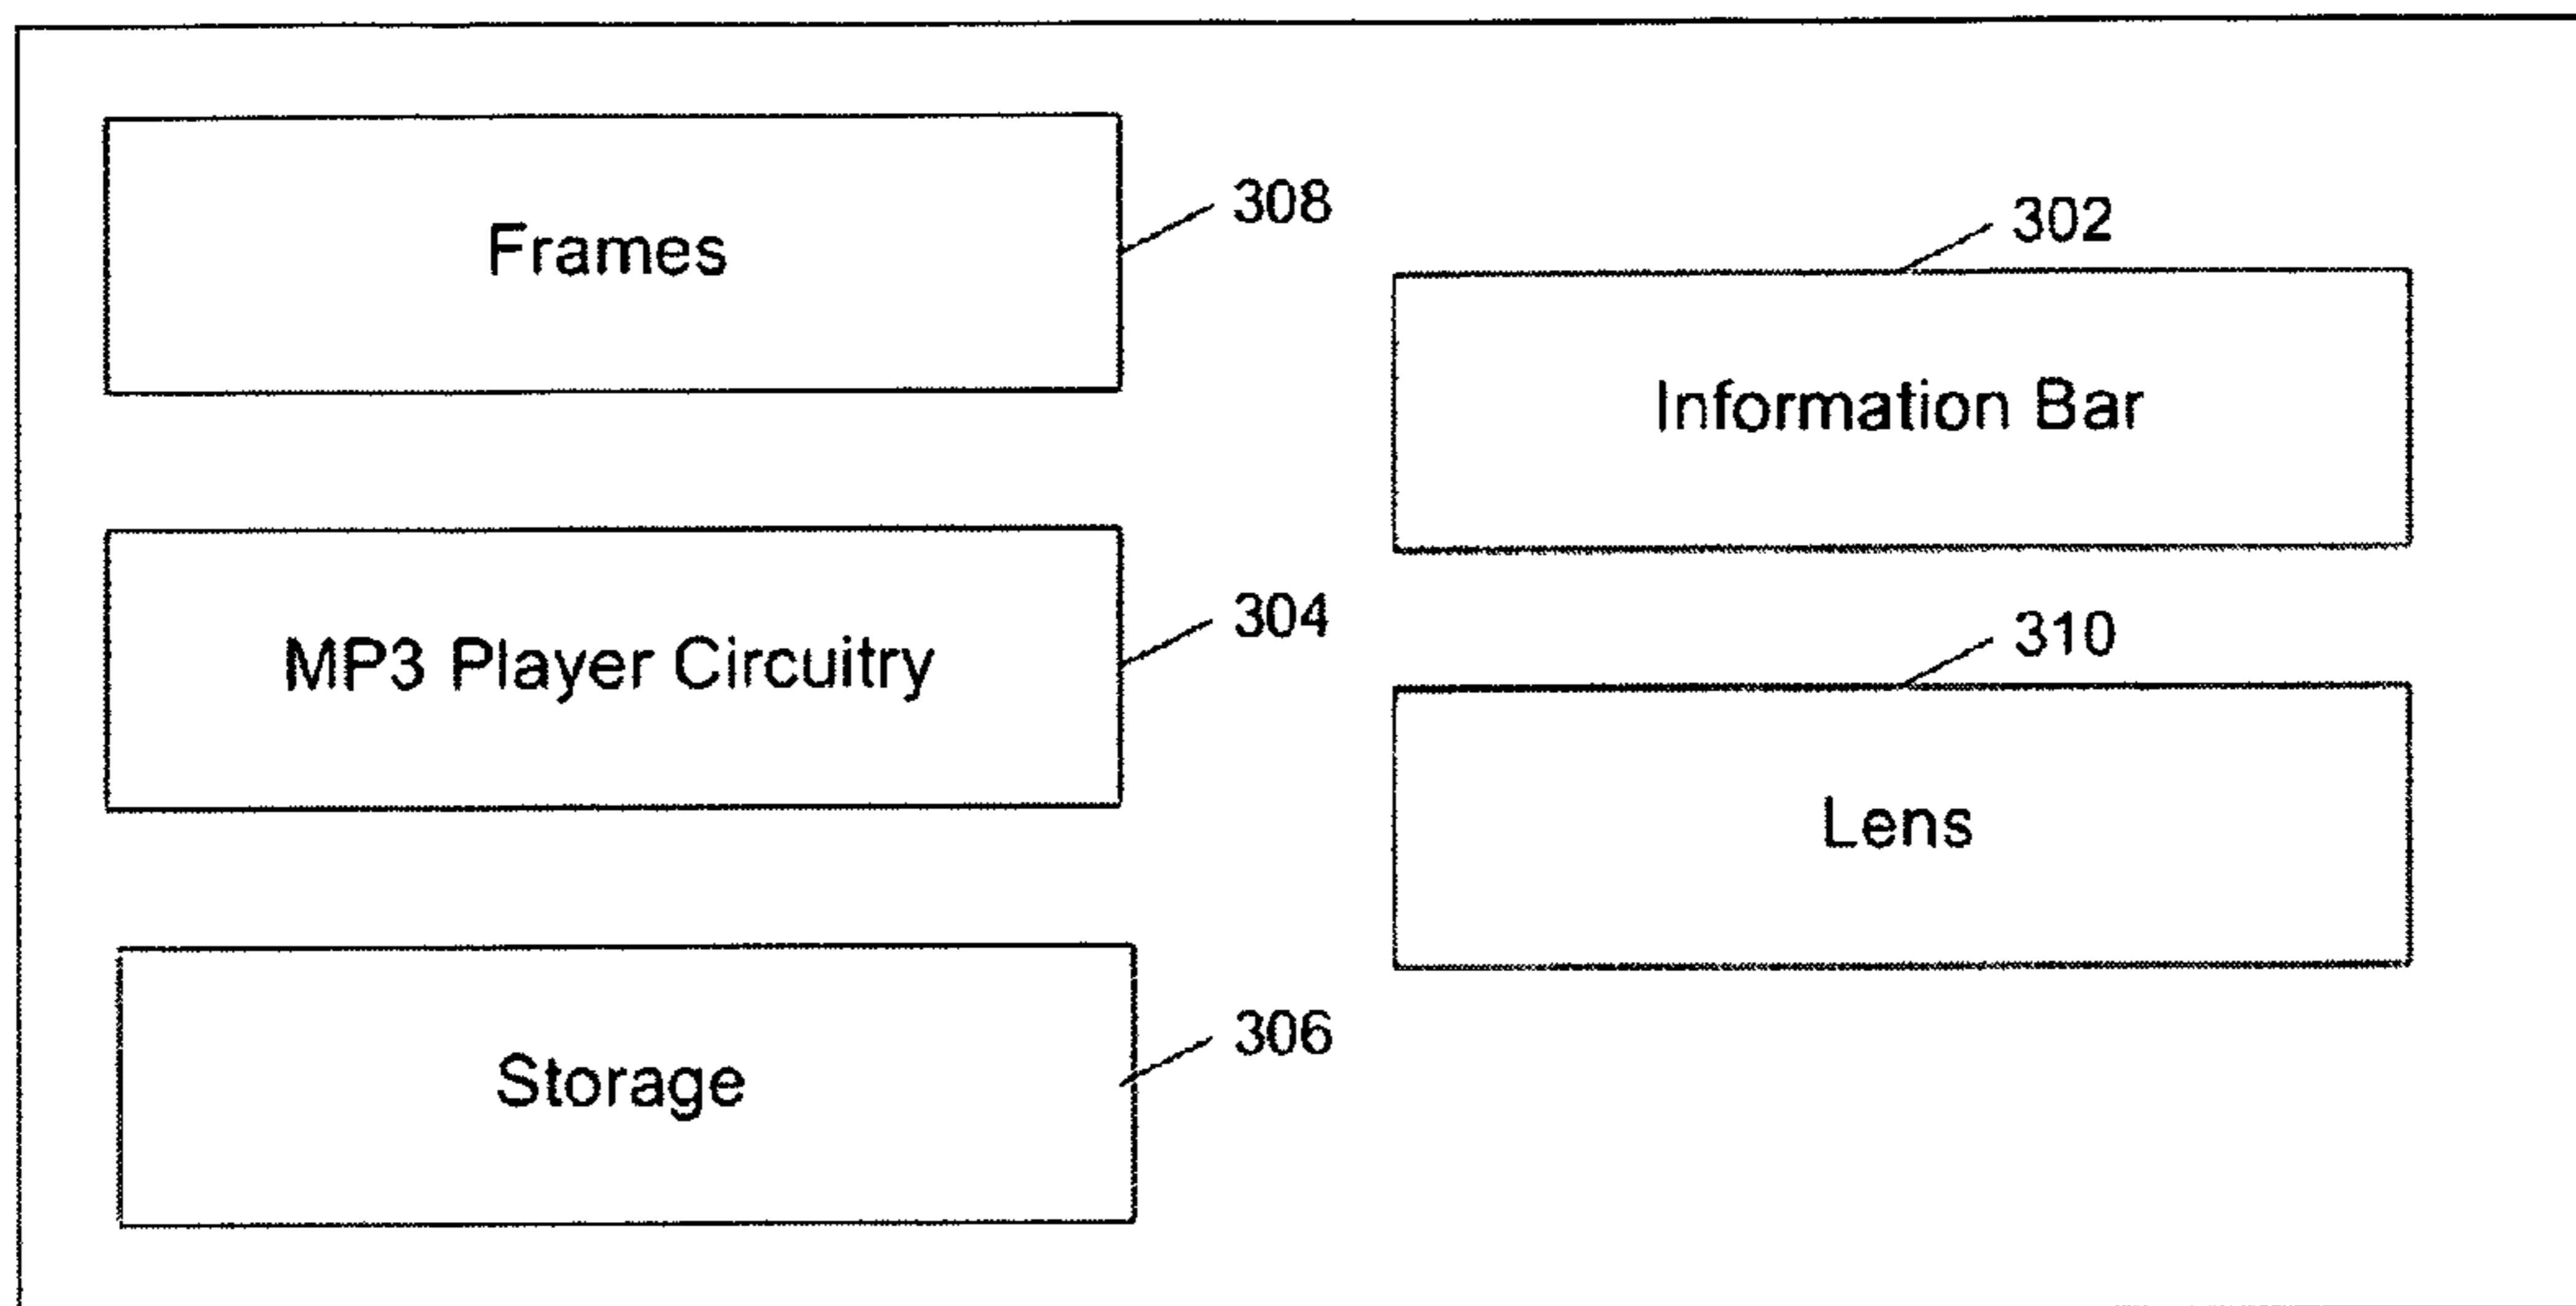 Frames
308
MP3 Player Circuitry
304
Storage
306
302
Information Bar
310
Lens